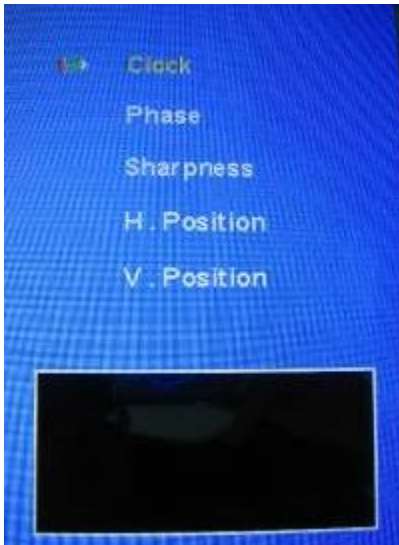 Clock
Phase
Sharpness
H . Position
V . Position